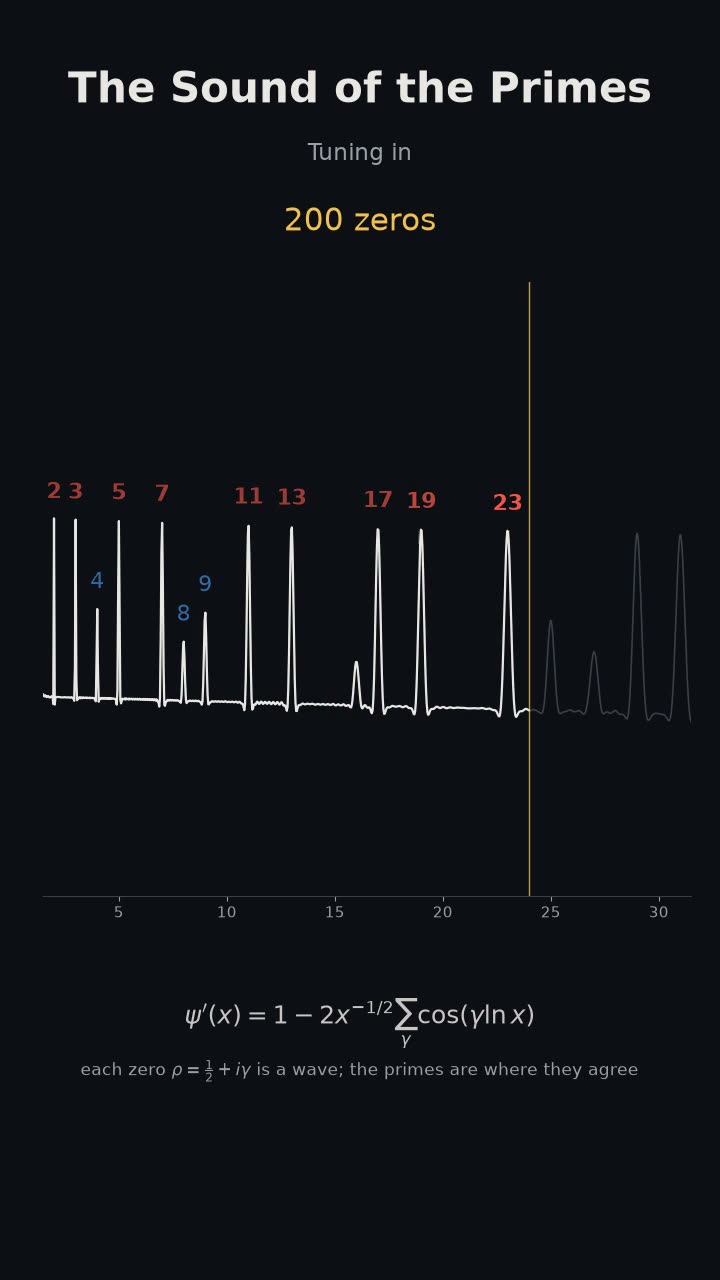 The Sound of the Primes
Tuning in
200 zeros
2 3 5 7 11 13 17 19 23
4 8 9
5 10 15 20 25 30
ψ′(x) = 1 − 2x^{−1/2} ∑_γ cos(γ ln x)
each zero ρ = 1/2 + iγ is a wave; the primes are where they agree